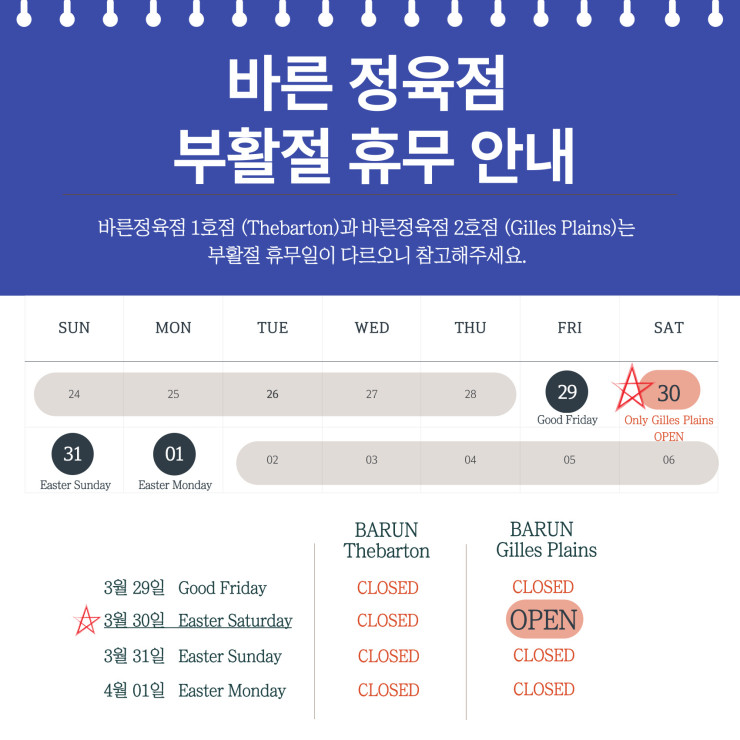 바른 정육점
부활절 휴무 안내
바른정육점 1호점 (Thebarton)과 바른정육점 2호점 (Gilles Plains)는
부활절 휴무일이 다르오니 참고해주세요.
SUN MON TUE WED THU FRI SAT
24 25 26 27 28 29 30
Good Friday Only Gilles Plains
OPEN
31 01 02 03 04 05 06
Easter Sunday Easter Monday
BARUN BARUN
Thebarton Gilles Plains
3월 29일 Good Friday CLOSED CLOSED
3월 30일 Easter Saturday CLOSED OPEN
3월 31일 Easter Sunday CLOSED CLOSED
4월 01일 Easter Monday CLOSED CLOSED